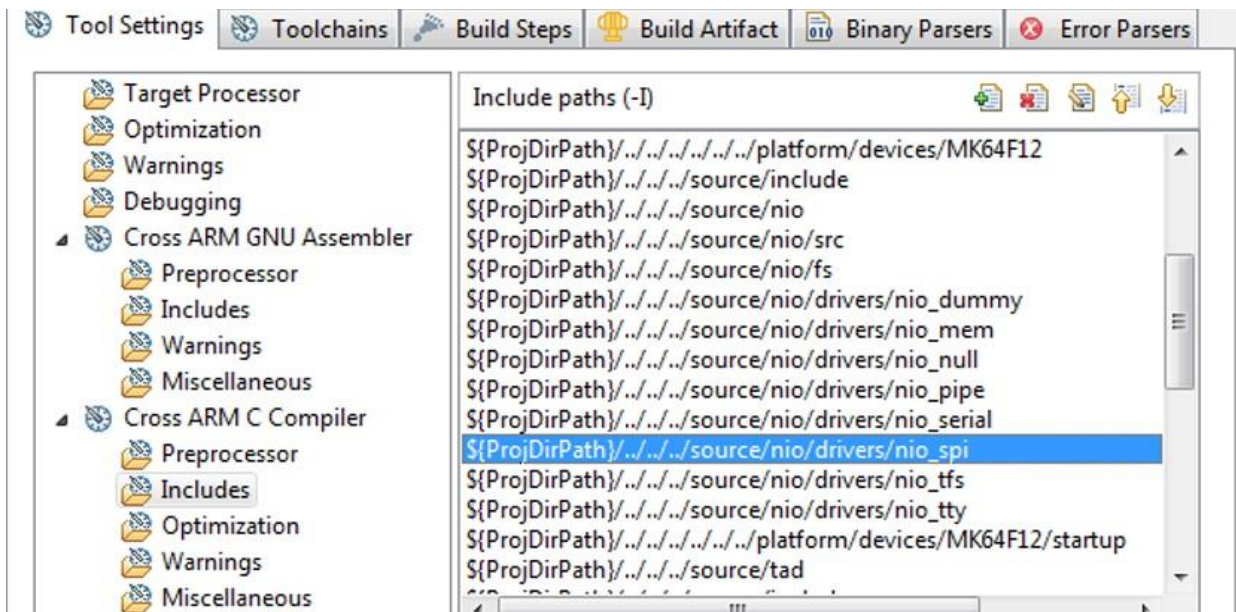 Tool Settings Toolchains Build Steps Build Artifact Binary Parsers Error Parsers
Target Processor
Optimization
Warnings
Debugging
Cross ARM GNU Assembler
Preprocessor
Includes
Warnings
Miscellaneous
Cross ARM C Compiler
Preprocessor
Includes
Optimization
Warnings
Miscellaneous
Include paths (-I)
${ProjDirPath}/../../../../../../platform/devices/MK64F12
${ProjDirPath}/../../../source/include
${ProjDirPath}/../../../source/nio
${ProjDirPath}/../../../source/nio/src
${ProjDirPath}/../../../source/nio/fs
${ProjDirPath}/../../../source/nio/drivers/nio_dummy
${ProjDirPath}/../../../source/nio/drivers/nio_mem
${ProjDirPath}/../../../source/nio/drivers/nio_null
${ProjDirPath}/../../../source/nio/drivers/nio_pipe
${ProjDirPath}/../../../source/nio/drivers/nio_serial
${ProjDirPath}/../../../source/nio/drivers/nio_spi
${ProjDirPath}/../../../source/nio/drivers/nio_tfs
${ProjDirPath}/../../../source/nio/drivers/nio_tty
${ProjDirPath}/../../../../../../platform/devices/MK64F12/startup
${ProjDirPath}/../../../source/tad